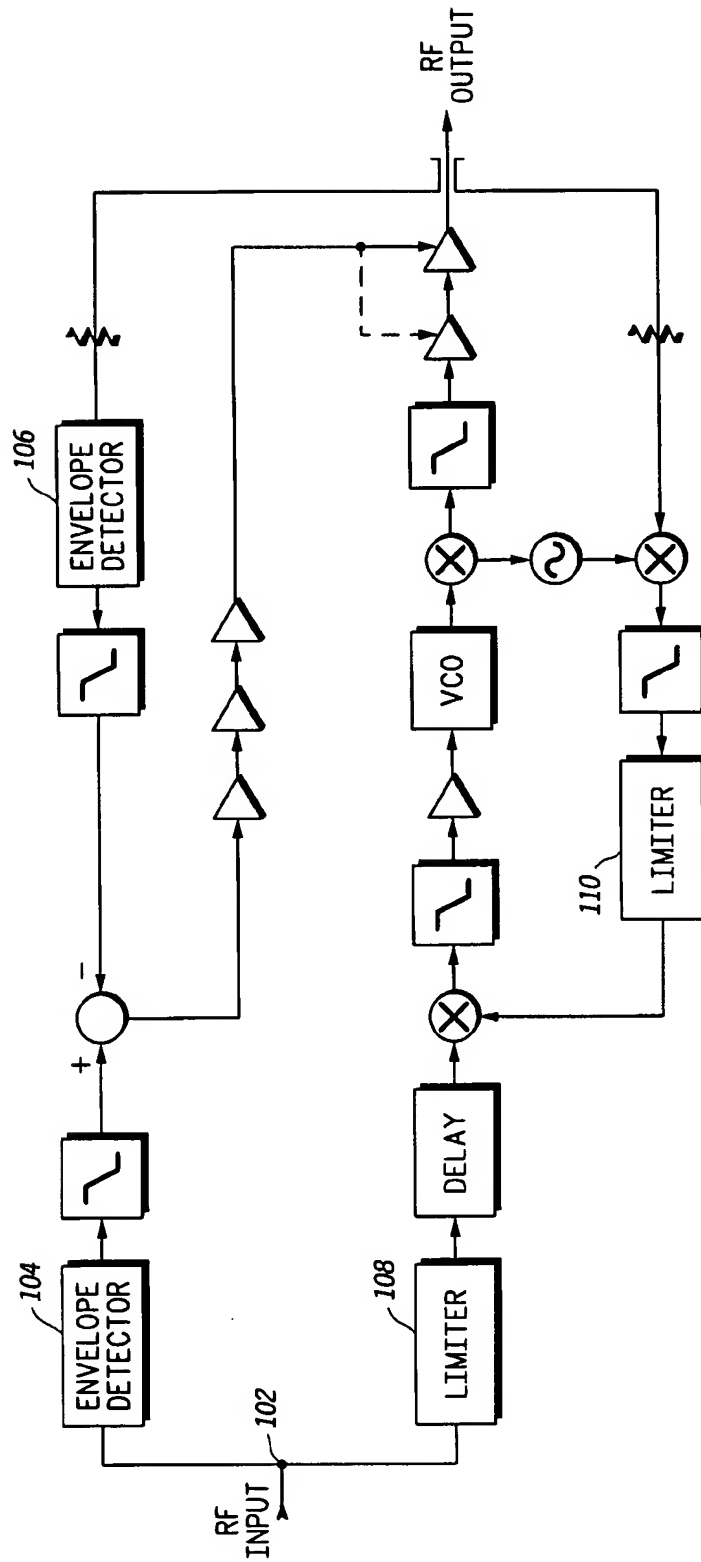 RF
INPUT
102
104
ENVELOPE
DETECTOR
+
-
106
ENVELOPE
DETECTOR
108
LIMITER
DELAY
VCO
110
LIMITER
RF
OUTPUT